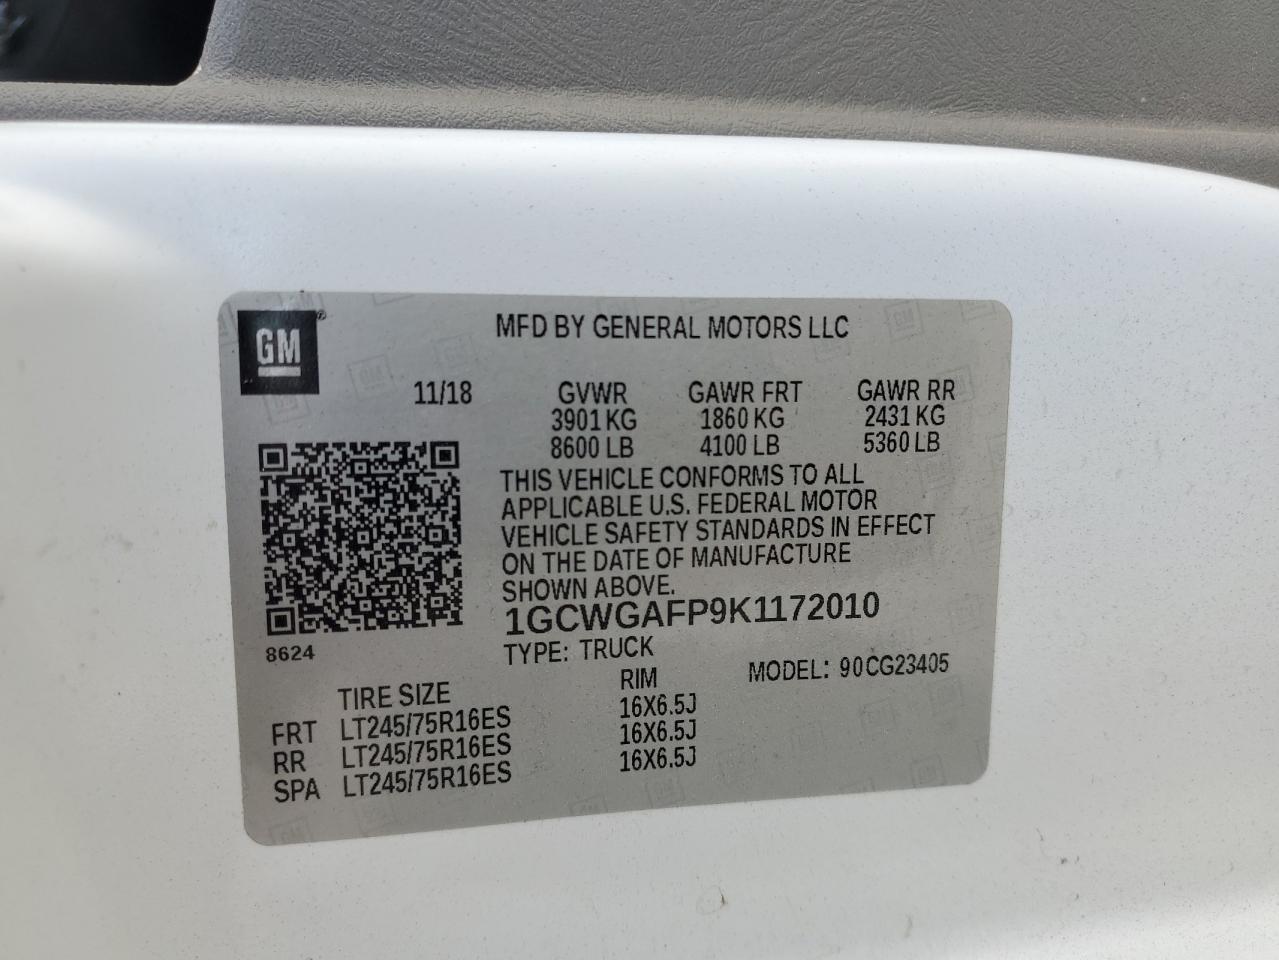 GM®
MFD BY GENERAL MOTORS LLC
11/18 GVWR GAWR FRT GAWR RR
3901 KG 1860 KG 2431 KG
8600 LB 4100 LB 5360 LB
THIS VEHICLE CONFORMS TO ALL
APPLICABLE U.S. FEDERAL MOTOR
VEHICLE SAFETY STANDARDS IN EFFECT
ON THE DATE OF MANUFACTURE
SHOWN ABOVE.
1GCWGAFP9K1172010
8624
TYPE: TRUCK
MODEL: 90CG23405
TIRE SIZE RIM
FRT LT245/75R16ES 16X6.5J
RR LT245/75R16ES 16X6.5J
SPA LT245/75R16ES 16X6.5J